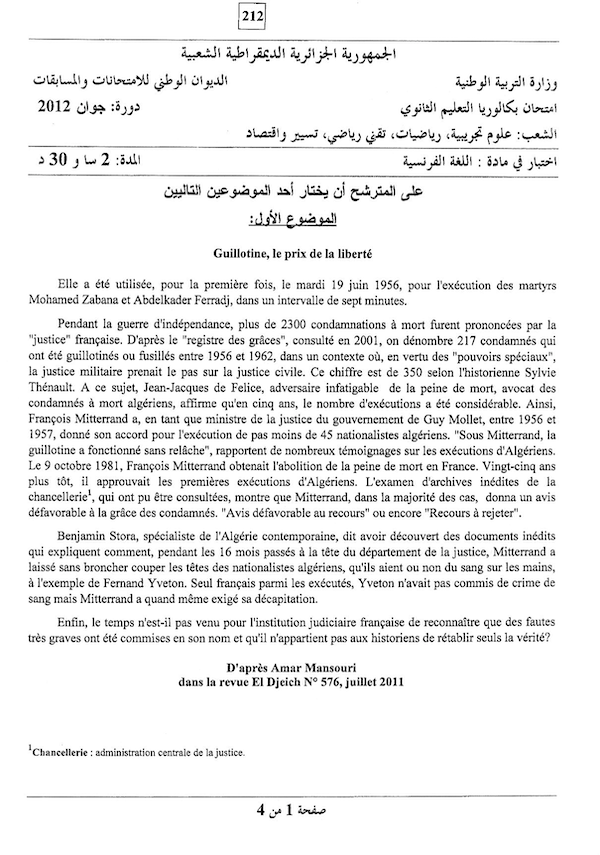 212
الجمهورية الجزائرية الديمقراطية الشعبية
وزارة التربية الوطنية الديوان الوطني للامتحانات والمسابقات
امتحان بكالوريا التعليم الثانوي دورة: جوان 2012
الشعب: علوم تجريبية، رياضيات، تقني رياضي، تسيير واقتصاد
اختبار في مادة : اللغة الفرنسية المدة: 2 سا و 30 د
على المترشح أن يختار أحد الموضوعين التاليين
الموضوع الأول:
Guillotine, le prix de la liberté
Elle a été utilisée, pour la première fois, le mardi 19 juin 1956, pour l'exécution des martyrs
Mohamed Zabana et Abdelkader Ferradj, dans un intervalle de sept minutes.
Pendant la guerre d'indépendance, plus de 2300 condamnations à mort furent prononcées par la
"justice" française. D'après le "registre des grâces", consulté en 2001, on dénombre 217 condamnés qui
ont été guillotinés ou fusillés entre 1956 et 1962, dans un contexte où, en vertu des "pouvoirs spéciaux",
la justice militaire prenait le pas sur la justice civile. Ce chiffre est de 350 selon l'historienne Sylvie
Thénault. A ce sujet, Jean-Jacques de Felice, adversaire infatigable de la peine de mort, avocat des
condamnés à mort algériens, affirme qu'en cinq ans, le nombre d'exécutions a été considérable. Ainsi,
François Mitterrand a, en tant que ministre de la justice du gouvernement de Guy Mollet, entre 1956 et
1957, donné son accord pour l'exécution de pas moins de 45 nationalistes algériens. "Sous Mitterrand, la
guillotine a fonctionné sans relâche", rapportent de nombreux témoignages sur les exécutions d'Algériens.
Le 9 octobre 1981, François Mitterrand obtenait l'abolition de la peine de mort en France. Vingt-cinq ans
plus tôt, il approuvait les premières exécutions d'Algériens. L'examen d'archives inédites de la
chancellerie¹, qui ont pu être consultées, montre que Mitterrand, dans la majorité des cas, donna un avis
défavorable à la grâce des condamnés. "Avis défavorable au recours" ou encore "Recours à rejeter".
Benjamin Stora, spécialiste de l'Algérie contemporaine, dit avoir découvert des documents inédits
qui expliquent comment, pendant les 16 mois passés à la tête du département de la justice, Mitterrand a
laissé sans broncher couper les têtes des nationalistes algériens, qu'ils aient ou non du sang sur les mains,
à l'exemple de Fernand Yveton. Seul français parmi les exécutés, Yveton n'avait pas commis de crime de
sang mais Mitterrand a quand même exigé sa décapitation.
Enfin, le temps n'est-il pas venu pour l'institution judiciaire française de reconnaître que des fautes
très graves ont été commises en son nom et qu'il n'appartient pas aux historiens de rétablir seuls la vérité?
D'après Amar Mansouri
dans la revue El Djeich N° 576, juillet 2011
¹Chancellerie : administration centrale de la justice.
صفحة 1 من 4